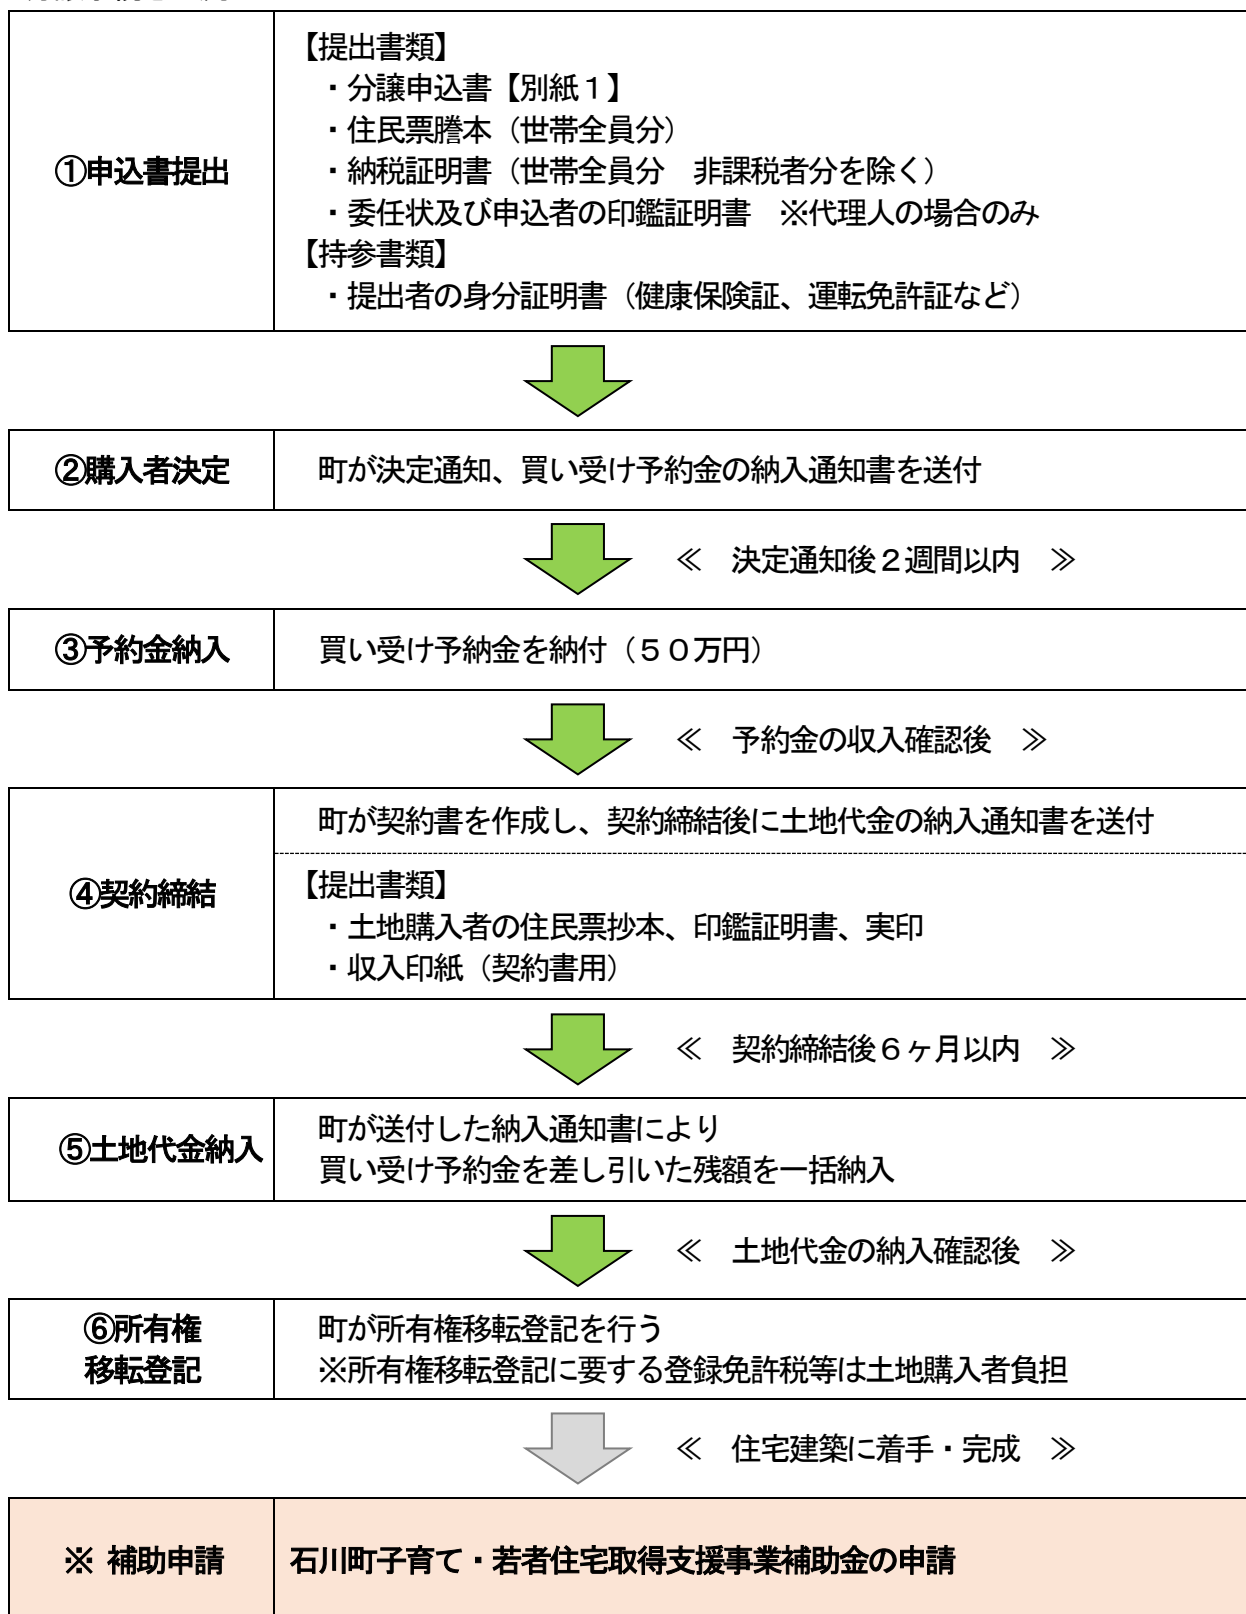 ①申込書提出
【提出書類】
・分譲申込書【別紙１】
・住民票謄本（世帯全員分）
・納税証明書（世帯全員分　非課税者分を除く）
・委任状及び申込者の印鑑証明書　※代理人の場合のみ
【持参書類】
・提出者の身分証明書（健康保険証、運転免許証など）
②購入者決定
町が決定通知、買い受け予約金の納入通知書を送付
≪　決定通知後２週間以内　≫
③予約金納入
買い受け予納金を納付（５０万円）
≪　予約金の収入確認後　≫
④契約締結
町が契約書を作成し、契約締結後に土地代金の納入通知書を送付
【提出書類】
・土地購入者の住民票抄本、印鑑証明書、実印
・収入印紙（契約書用）
≪　契約締結後６ヶ月以内　≫
⑤土地代金納入
町が送付した納入通知書により
買い受け予約金を差し引いた残額を一括納入
≪　土地代金の納入確認後　≫
⑥所有権
移転登記
町が所有権移転登記を行う
※所有権移転登記に要する登録免許税等は土地購入者負担
≪　住宅建築に着手・完成　≫
※ 補助申請
石川町子育て・若者住宅取得支援事業補助金の申請